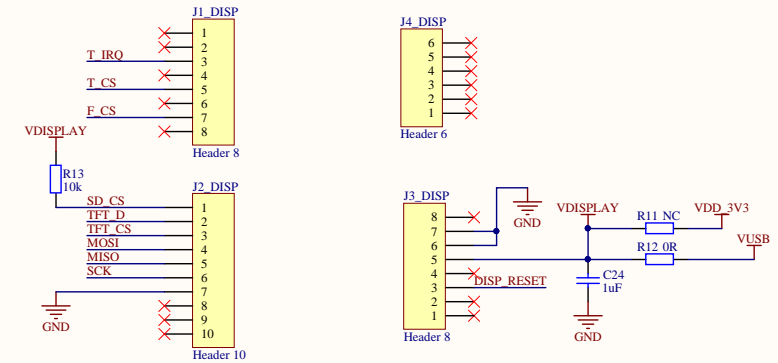 J1_DISP
1
2
T_IRQ 3
4
T_CS 5
6
F_CS 7
8
Header 8
J4_DISP
6
5
4
3
2
1
Header 6
VDISPLAY
R13
10k
J2_DISP
SD_CS 1
TFT_D 2
TFT_CS 3
MOSI 4
MISO 5
SCK 6
7
8
9
10
Header 10
GND
J3_DISP
8
7
6
5
4
DISP_RESET 3
2
1
Header 8
GND
VDISPLAY
R11 NC
VDD_3V3
R12 0R
VUSB
C24
1uF
GND